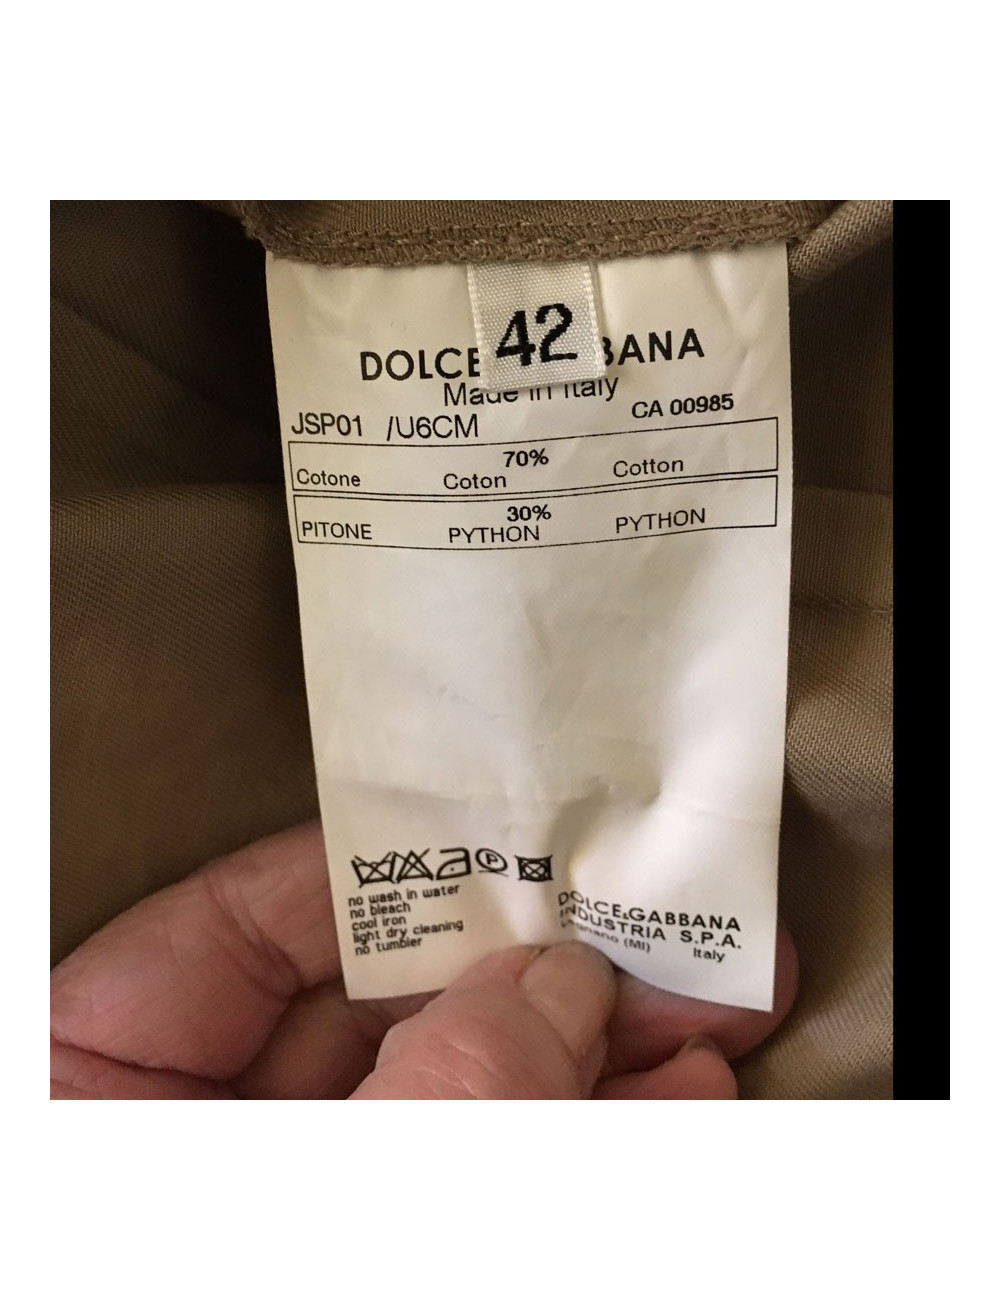 42
DOLCE BANA
Made in Italy
JSP01 /U6CM CA 00985
70%
Cotone Coton Cotton
30%
PITONE PYTHON PYTHON
P
no wash in water
no bleach
cool iron
light dry cleaning
no tumbler
DOLCE&GABBANA
INDUSTRIA S.P.A.
Legnano (MI) Italy